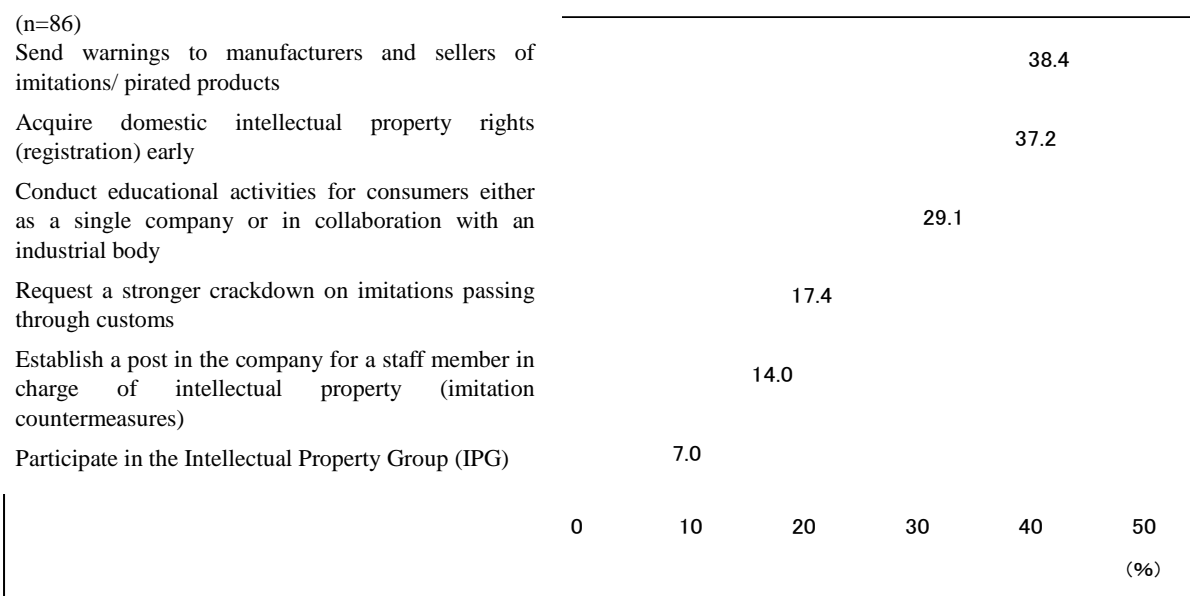 (n=86)
Send warnings to manufacturers and sellers of
imitations/ pirated products
38.4
Acquire domestic intellectual property rights
(registration) early
37.2
Conduct educational activities for consumers either
as a single company or in collaboration with an
industrial body
29.1
Request a stronger crackdown on imitations passing
through customs
17.4
Establish a post in the company for a staff member in
charge of intellectual property (imitation
countermeasures)
14.0
Participate in the Intellectual Property Group (IPG)
7.0
0 10 20 30 40 50
(%)